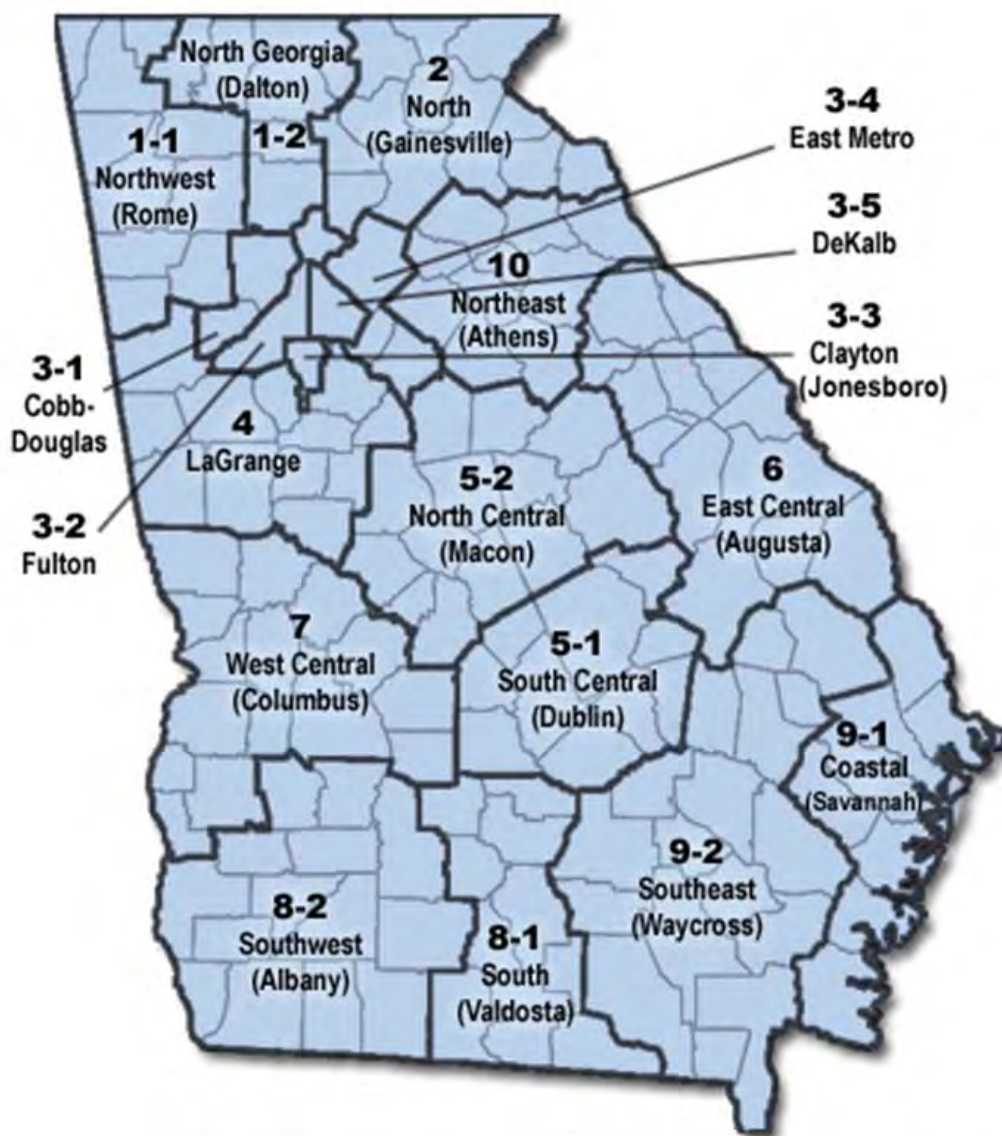 North Georgia
(Dalton)
1-2
2
North
(Gainesville)
3-4
East Metro
1-1
Northwest
(Rome)
3-5
DeKalb
10
Northeast
(Athens)
3-3
Clayton
(Jonesboro)
3-1
Cobb-
Douglas
4
LaGrange
3-2
Fulton
5-2
North Central
(Macon)
6
East Central
(Augusta)
7
West Central
(Columbus)
5-1
South Central
(Dublin)
9-1
Coastal
(Savannah)
9-2
Southeast
(Waycross)
8-2
Southwest
(Albany)
8-1
South
(Valdosta)